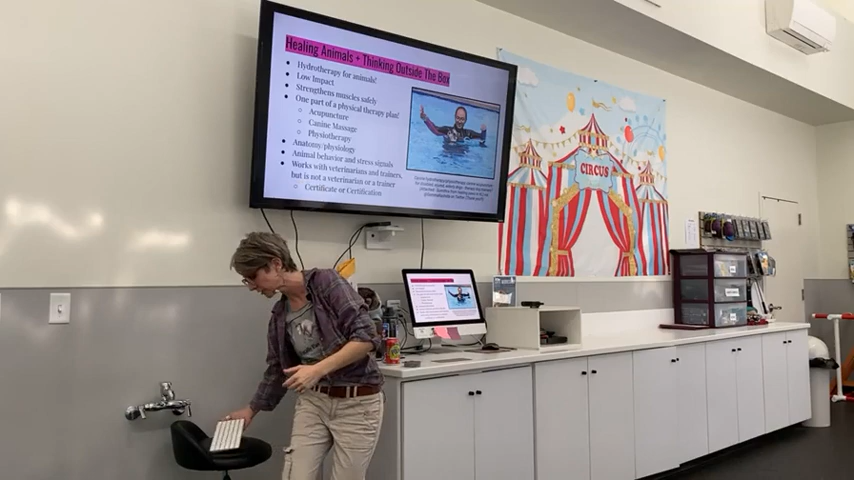 Healing Animals + Thinking Outside The Box
Hydrotherapy for animals!
Low Impact
Strengthens muscles safely
One part of a physical therapy plan!
Acupuncture
Canine Massage
Physiotherapy
Anatomy/physiology
Animal behavior and stress signals
Works with veterinarians and trainers,
but is not a veterinarian or a trainer
Certificate or Certification
CIRCUS